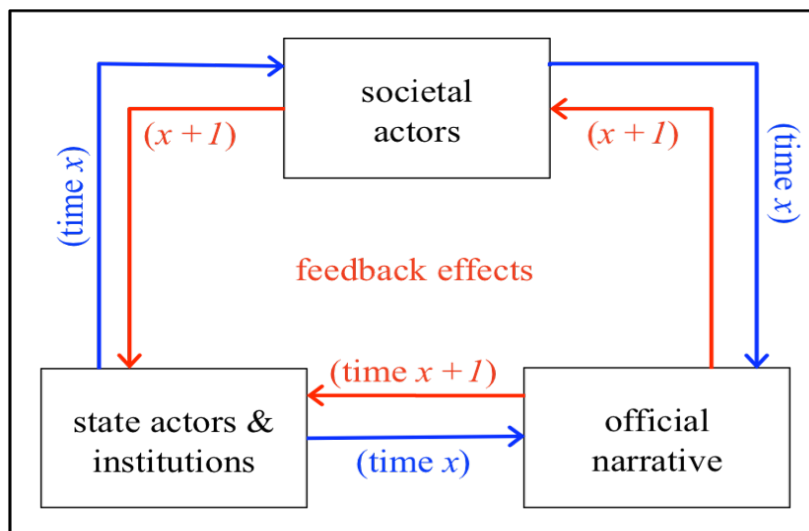 societal
actors
(x + 1)
(x + 1)
(time x)
(time x)
feedback effects
(time x + 1)
state actors &
institutions
(time x)
official
narrative